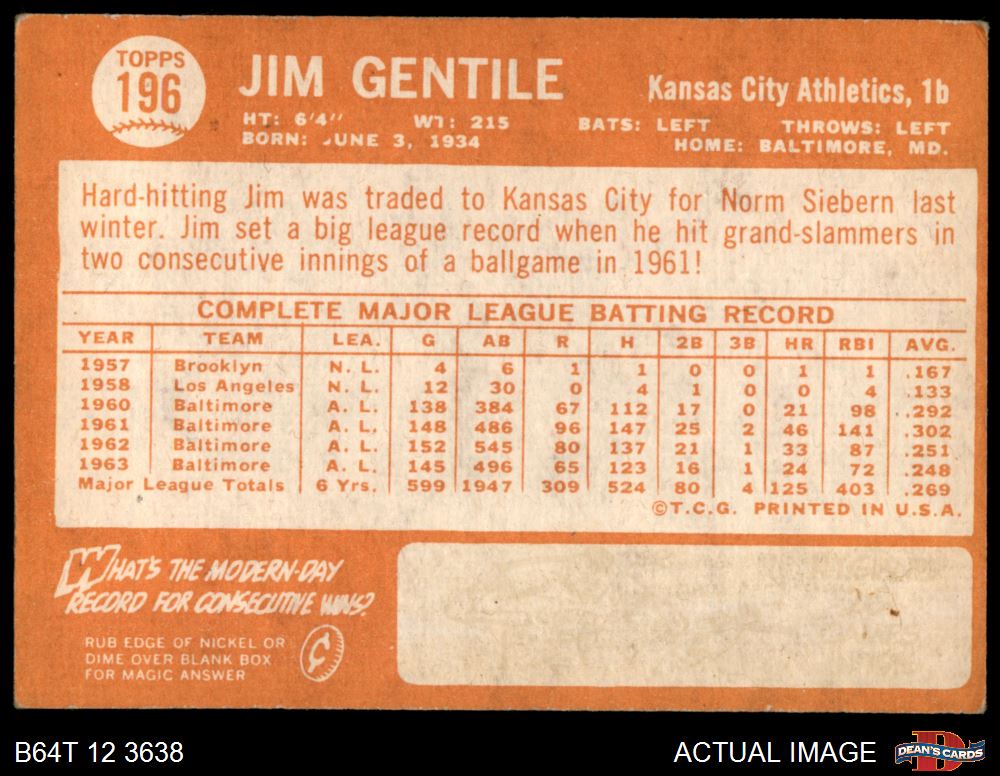 TOPPS
196
JIM GENTILE
Kansas City Athletics, 1b
HT: 6'4" WT: 215 BATS: LEFT THROWS: LEFT
BORN: JUNE 3, 1934 HOME: BALTIMORE, MD.
Hard-hitting Jim was traded to Kansas City for Norm Siebern last
winter. Jim set a big league record when he hit grand-slammers in
two consecutive innings of a ballgame in 1961!
COMPLETE MAJOR LEAGUE BATTING RECORD
YEAR TEAM LEA. G AB R H 2B 3B HR RBI AVG.
1957 Brooklyn N. L. 4 6 1 1 0 0 1 1 .167
1958 Los Angeles N. L. 12 30 0 4 1 0 0 4 .133
1960 Baltimore A. L. 138 384 67 112 17 0 21 98 .292
1961 Baltimore A. L. 148 486 96 147 25 2 46 141 .302
1962 Baltimore A. L. 152 545 80 137 21 1 33 87 .251
1963 Baltimore A. L. 145 496 65 123 16 1 24 72 .248
Major League Totals 6 Yrs. 599 1947 309 524 80 4 125 403 .269
©T.C.G. PRINTED IN U.S.A.
WHAT'S THE MODERN-DAY
RECORD FOR CONSECUTIVE WINS?
RUB EDGE OF NICKEL OR
DIME OVER BLANK BOX
FOR MAGIC ANSWER
B64T 12 3638
ACTUAL IMAGE
DEAN'S CARDS